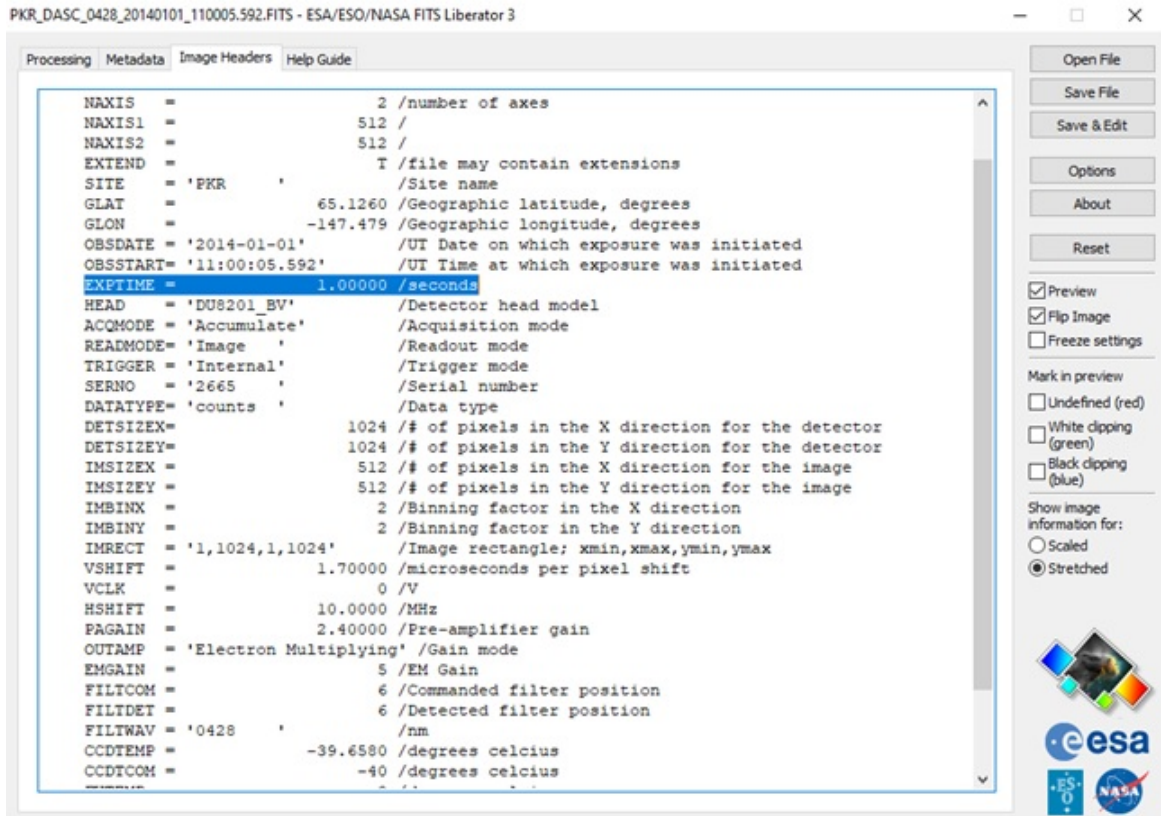 PKR_DASC_0428_20140101_110005.592.FITS - ESA/ESO/NASA FITS Liberator 3
Processing Metadata Image Headers Help Guide
NAXIS = 2 /number of axes
NAXIS1 = 512 /
NAXIS2 = 512 /
EXTEND = T /file may contain extensions
SITE = 'PKR ' /Site name
GLAT = 65.1260 /Geographic latitude, degrees
GLON = -147.479 /Geographic longitude, degrees
OBSDATE = '2014-01-01' /UT Date on which exposure was initiated
OBSSTART= '11:00:05.592' /UT Time at which exposure was initiated
EXPTIME = 1.00000 /seconds
HEAD = 'DU8201_BV' /Detector head model
ACQMODE = 'Accumulate' /Acquisition mode
READMODE= 'Image ' /Readout mode
TRIGGER = 'Internal' /Trigger mode
SERNO = '2665 ' /Serial number
DATATYPE= 'counts ' /Data type
DETSIZEX= 1024 /# of pixels in the X direction for the detector
DETSIZEY= 1024 /# of pixels in the Y direction for the detector
IMSIZEX = 512 /# of pixels in the X direction for the image
IMSIZEY = 512 /# of pixels in the Y direction for the image
IMBINX = 2 /Binning factor in the X direction
IMBINY = 2 /Binning factor in the Y direction
IMRECT = '1,1024,1,1024' /Image rectangle; xmin,xmax,ymin,ymax
VSHIFT = 1.70000 /microseconds per pixel shift
VCLK = 0 /V
HSHIFT = 10.0000 /MHz
PAGAIN = 2.40000 /Pre-amplifier gain
OUTAMP = 'Electron Multiplying' /Gain mode
EMGAIN = 5 /EM Gain
FILTCOM = 6 /Commanded filter position
FILTDET = 6 /Detected filter position
FILTWAV = '0428 ' /nm
CCDTEMP = -39.6580 /degrees celcius
CCDTCOM = -40 /degrees celcius
Open File
Save File
Save & Edit
Options
About
Reset
Preview
Flip Image
Freeze settings
Mark in preview
Undefined (red)
White clipping
(green)
Black clipping
(blue)
Show image
information for:
Scaled
Stretched
esa
ES
O
NASA